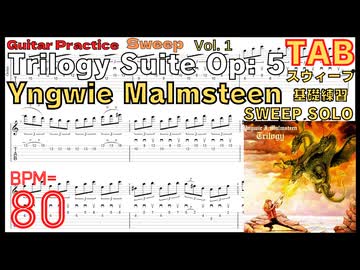 Guitar Practice Sweep Vol. 1
TAB
Trilogy Suite Op: 5
スウィープ
Yngwie Malmsteen
基礎練習
SWEEP SOLO
Yngwie J. Malmsteen
Trilogy
BPM=
80